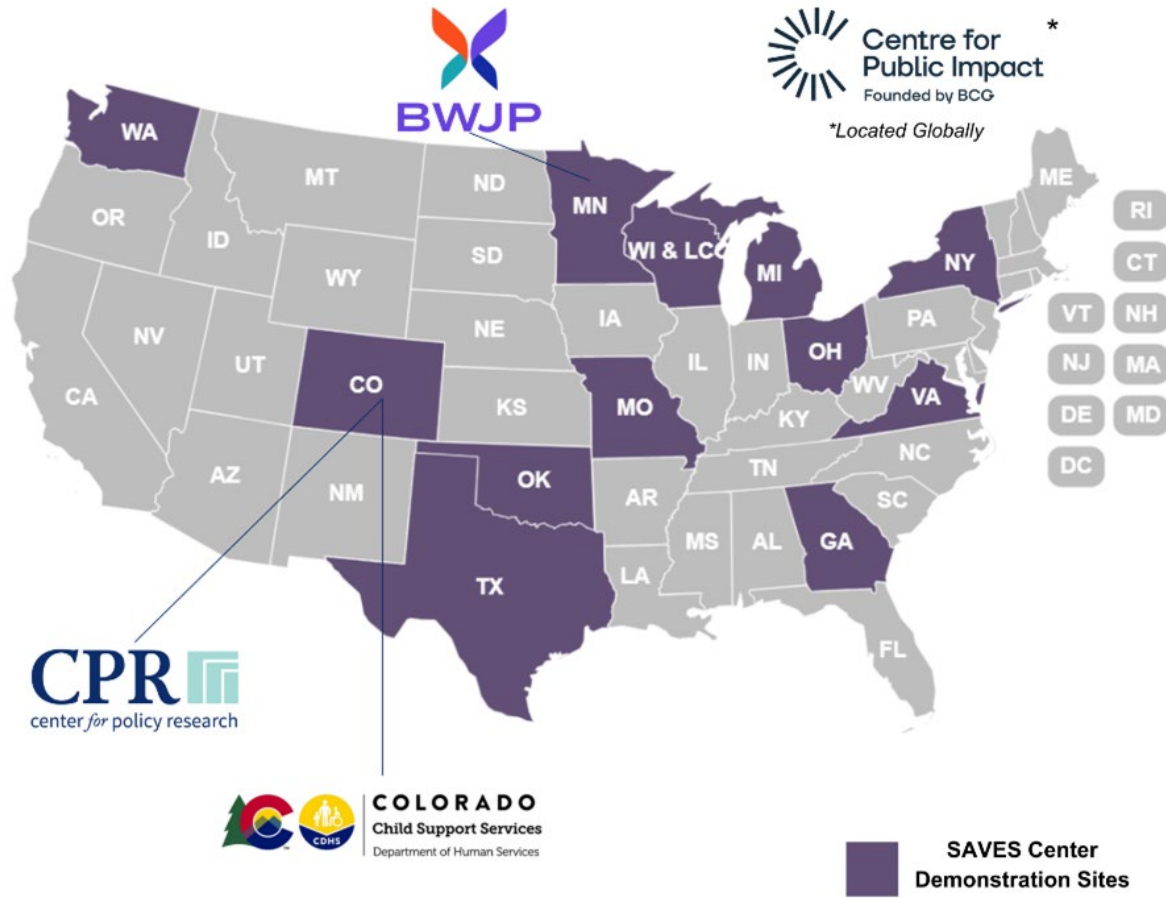 *
Centre for
Public Impact
Founded by BCG
*Located Globally
BWJP
WA
MT
ND
MN
ME
OR
ID
SD
WI & LCO
MI
NY
RI
WY
CT
NV
NE
IA
PA
VT
NH
UT
CO
IL
IN
OH
NJ
MA
CA
KS
MO
WV
VA
KY
DE
MD
AZ
NM
OK
AR
TN
NC
DC
SC
MS
AL
GA
TX
LA
FL
CPR
center for policy research
COLORADO
Child Support Services
Department of Human Services
C
TM
CDHS
SAVES Center
Demonstration Sites